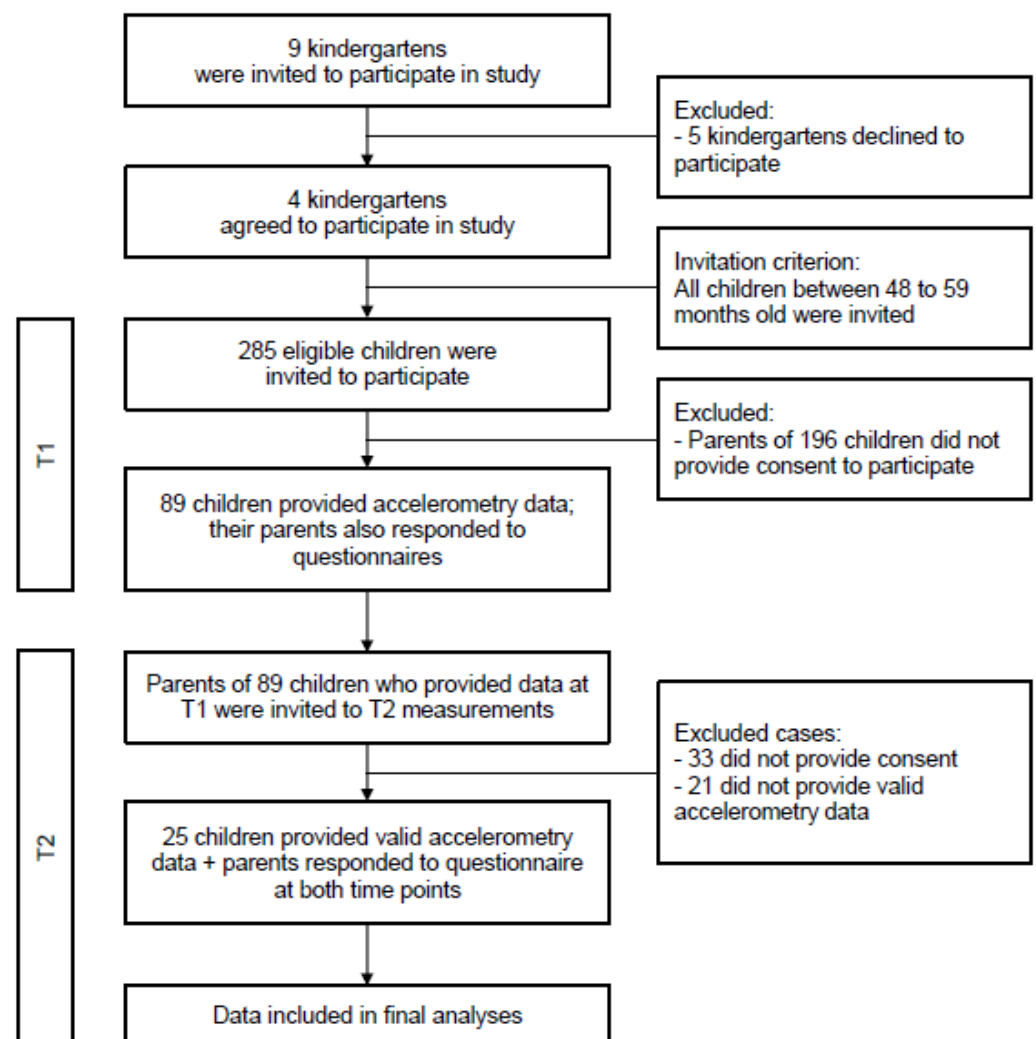 9 kindergartens
were invited to participate in study
Excluded:
- 5 kindergartens declined to
participate
4 kindergartens
agreed to participate in study
Invitation criterion:
All children between 48 to 59
months old were invited
T1
285 eligible children were
invited to participate
Excluded:
- Parents of 196 children did not
provide consent to participate
89 children provided accelerometry data;
their parents also responded to
questionnaires
T2
Parents of 89 children who provided data at
T1 were invited to T2 measurements
Excluded cases:
- 33 did not provide consent
- 21 did not provide valid
accelerometry data
25 children provided valid accelerometry
data + parents responded to questionnaire
at both time points
Data included in final analyses